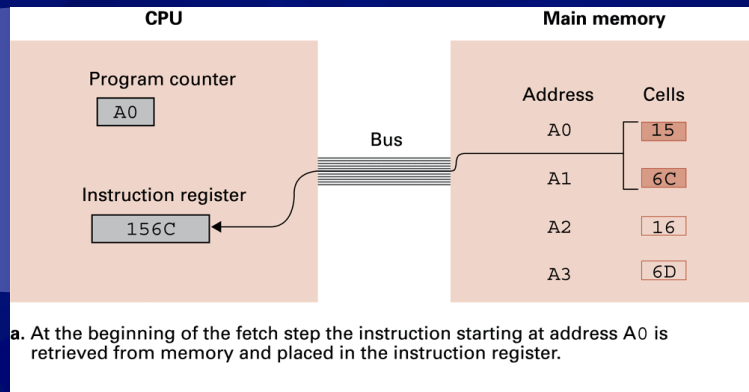 CPU
Main memory
Program counter
A0
Address
Cells
A0
15
Bus
A1
6C
Instruction register
156C
A2
16
A3
6D
a. At the beginning of the fetch step the instruction starting at address A0 is
retrieved from memory and placed in the instruction register.